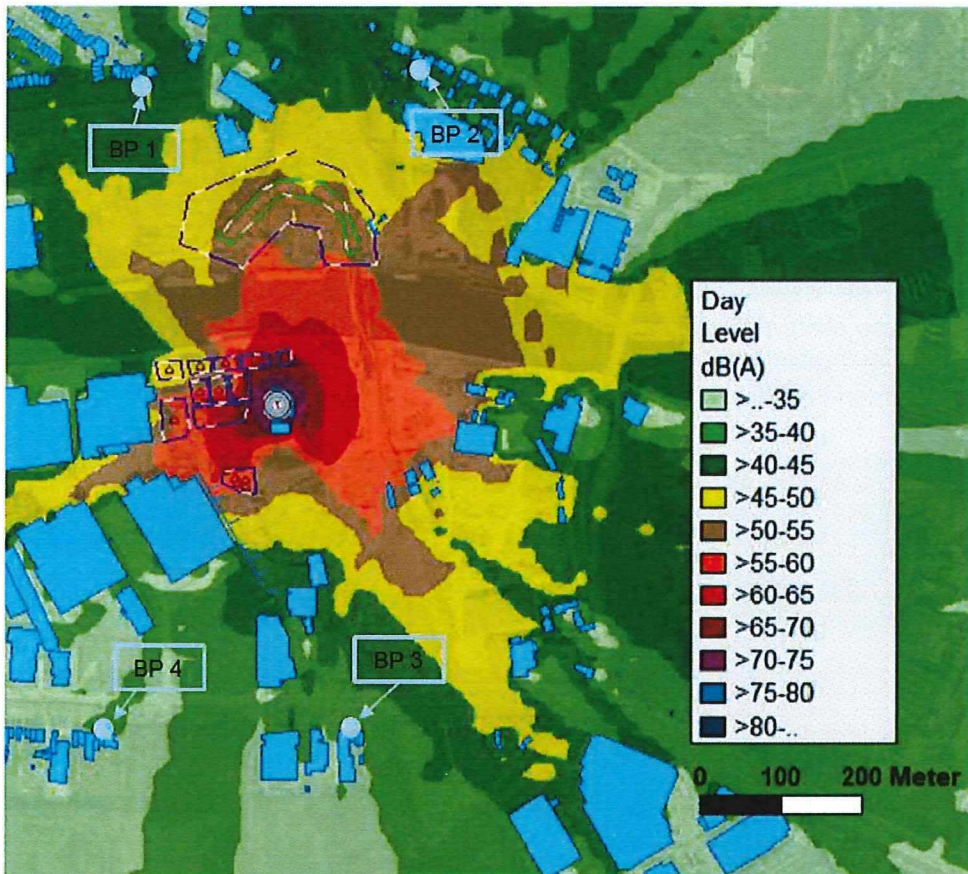 BP 1
BP 2
Day
Level
dB(A)
>..-35
>35-40
>40-45
>45-50
>50-55
>55-60
>60-65
>65-70
>70-75
>75-80
>80-..
BP 4
BP 3
0 100 200 Meter